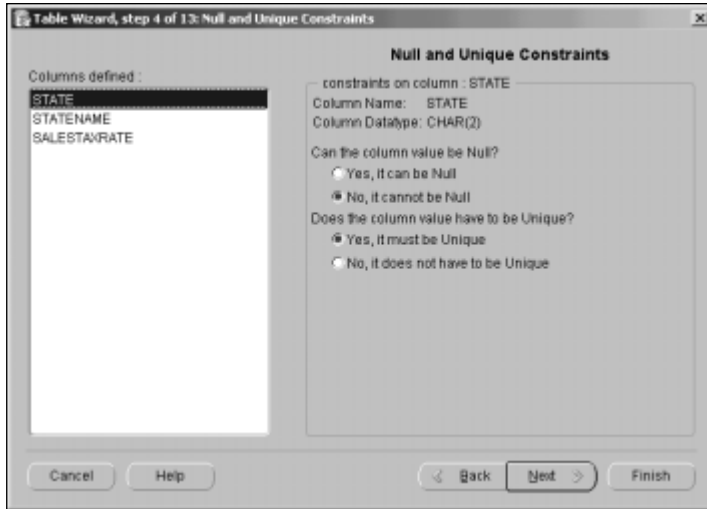 Table Wizard, step 4 of 13: Null and Unique Constraints
Null and Unique Constraints
Columns defined :
STATE
STATENAME
SALESTAXRATE
constraints on column : STATE
Column Name: STATE
Column Datatype: CHAR(2)
Can the column value be Null?
Yes, it can be Null
No, it cannot be Null
Does the column value have to be Unique?
Yes, it must be Unique
No, it does not have to be Unique
Cancel
Help
Back
Next
Finish